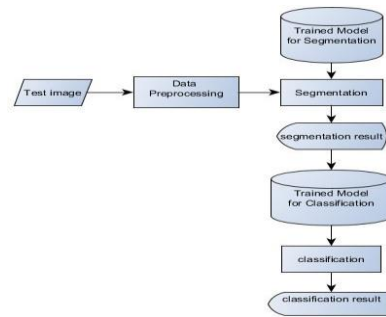 Trained Model
for Segmentation
Test image
Data
Preprocessing
Segmentation
segmentation result
Trained Model
for Classification
classification
classification result